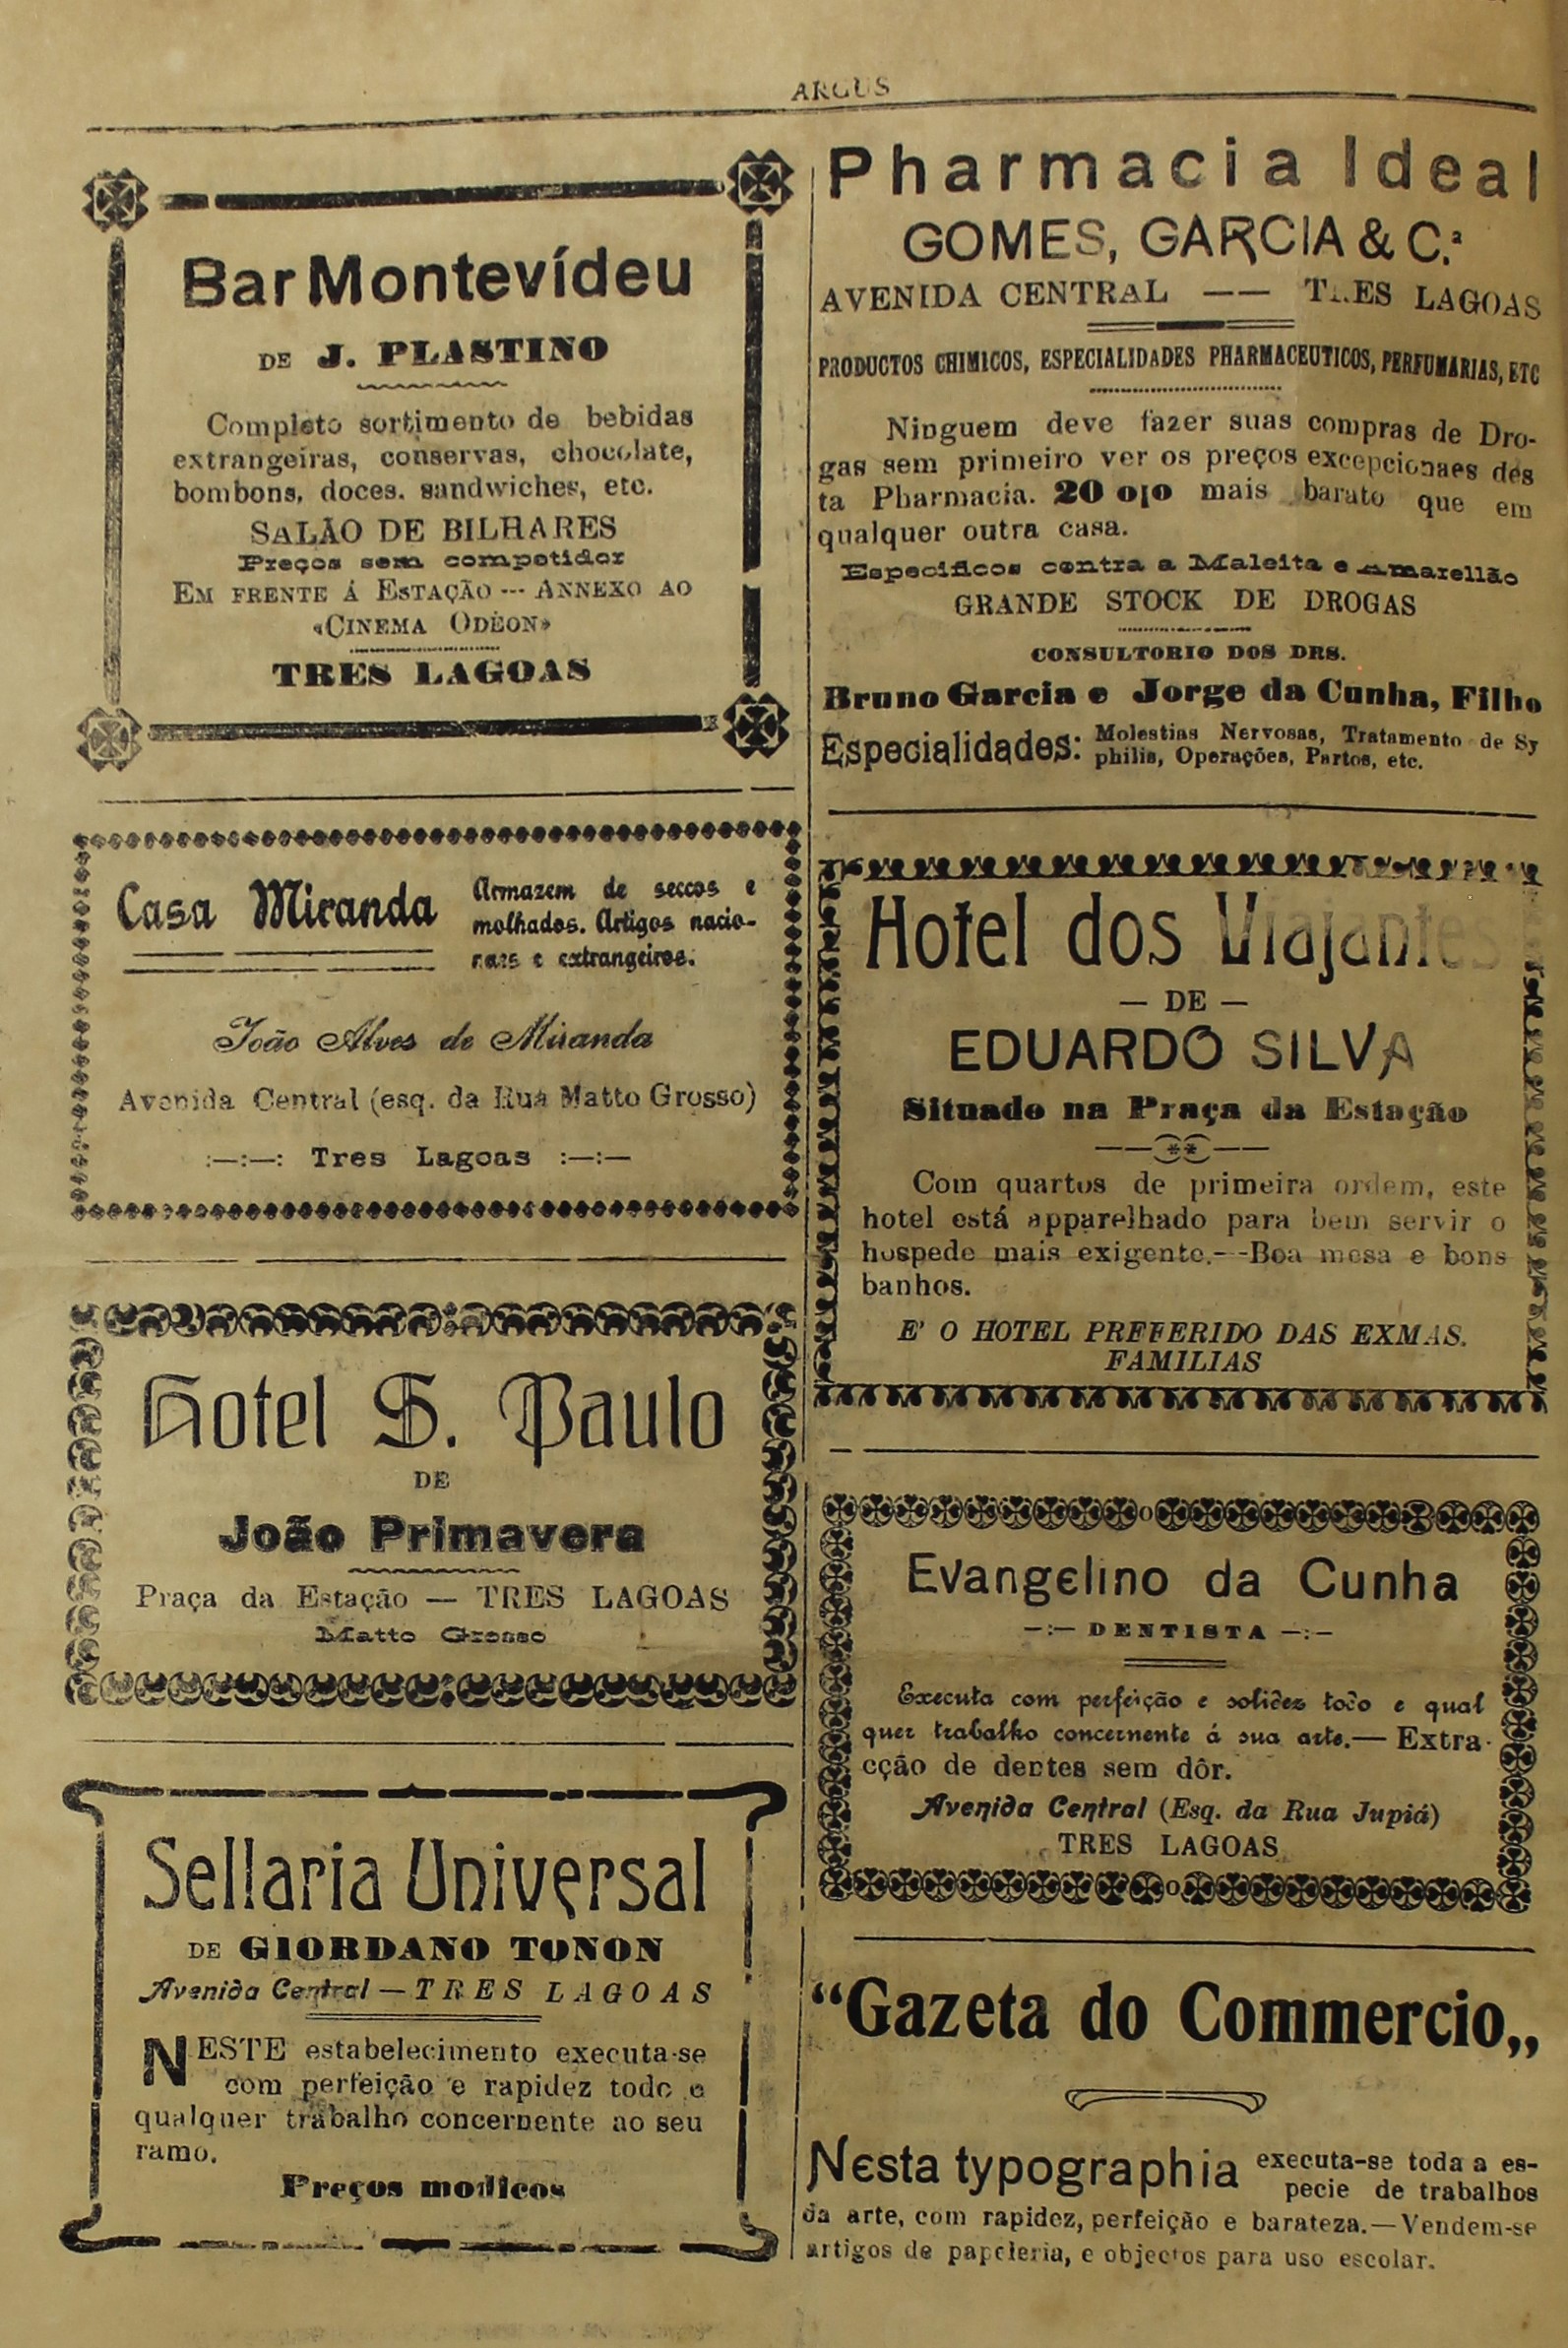 ARGUS
Bar Montevídeu
DE J. PLASTINO
Completo sortimento de bebidas
extrangeiras, conservas, chocolate,
bombons, doces. sandwiches, etc.
SALÃO DE BILHARES
Preços sem competidor
EM FRENTE Á ESTAÇÃO --- ANNEXO AO
«CINEMA ODÈON»
TRES LAGOAS
Casa Miranda
Armazem de seccos e
molhados. Artigos nacio-
naes e extrangeiros.
João Alves de Miranda
Avenida Central (esq. da Rua Matto Grosso)
:—:—: Tres Lagoas :—:—
Hotel S. Paulo
DE
João Primavera
Praça da Estação — TRES LAGOAS
Matto Grosso
Sellaria Universal
DE GIORDANO TONON
Avenida Central — TRES LAGOAS
NESTE estabelecimento executa-se
com perfeição e rapidez todo e
qualquer trabalho concernente ao seu
ramo.
Preços modicos
Pharmacia Ideal
GOMES, GARCIA & C.ª
AVENIDA CENTRAL —— TRES LAGOAS
PRODUCTOS CHIMICOS, ESPECIALIDADES PHARMACEUTICOS, PERFUMARIAS, ETC
Ninguem deve fazer suas compras de Dro-
gas sem primeiro ver os preços excepcionaes des
ta Pharmacia. 20 o|o mais barato que em
qualquer outra casa.
Especificos contra a Maleita e Amarellão
GRANDE STOCK DE DROGAS
CONSULTORIO DOS DRS.
Bruno Garcia e Jorge da Cunha, Filho
Especialidades: Molestias Nervosas, Tratamento de Sy
philis, Operações, Partos, etc.
Hotel dos Viajantes
— DE —
EDUARDO SILVA
Situado na Praça da Estação
——(**)——
Com quartos de primeira ordem, este
hotel está apparelhado para bem servir o
hospede mais exigente.--Boa mesa e bons
banhos.
E' O HOTEL PREFERIDO DAS EXMAS.
FAMILIAS
Evangelino da Cunha
—:— DENTISTA —:—
Executa com perfeição e solidez todo e qual
quer trabalho concernente á sua arte.— Extra-
cção de dentes sem dôr.
Avenida Central (Esq. da Rua Jupiá)
TRES LAGOAS
“Gazeta do Commercio„
Nesta typographia executa-se toda a es-
pecie de trabalhos
da arte, com rapidez, perfeição e barateza.—Vendem-se
artigos de papeleria, e objectos para uso escolar.